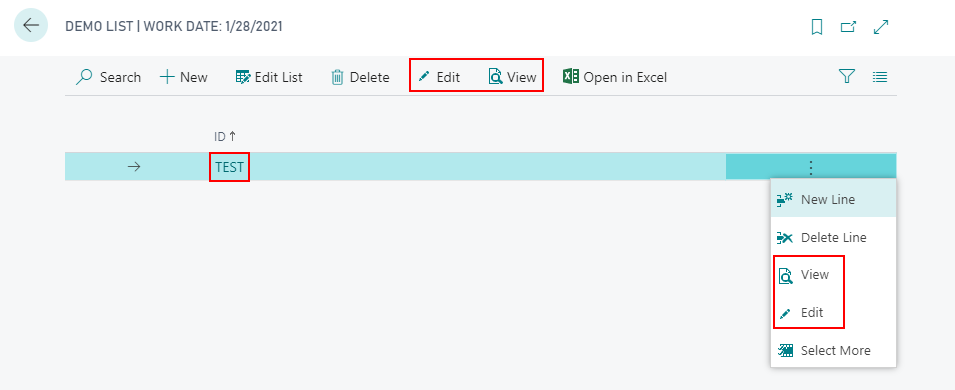 DEMO LIST | WORK DATE: 1/28/2021
Search New Edit List Delete Edit View Open in Excel
ID ↑
TEST
New Line
Delete Line
View
Edit
Select More